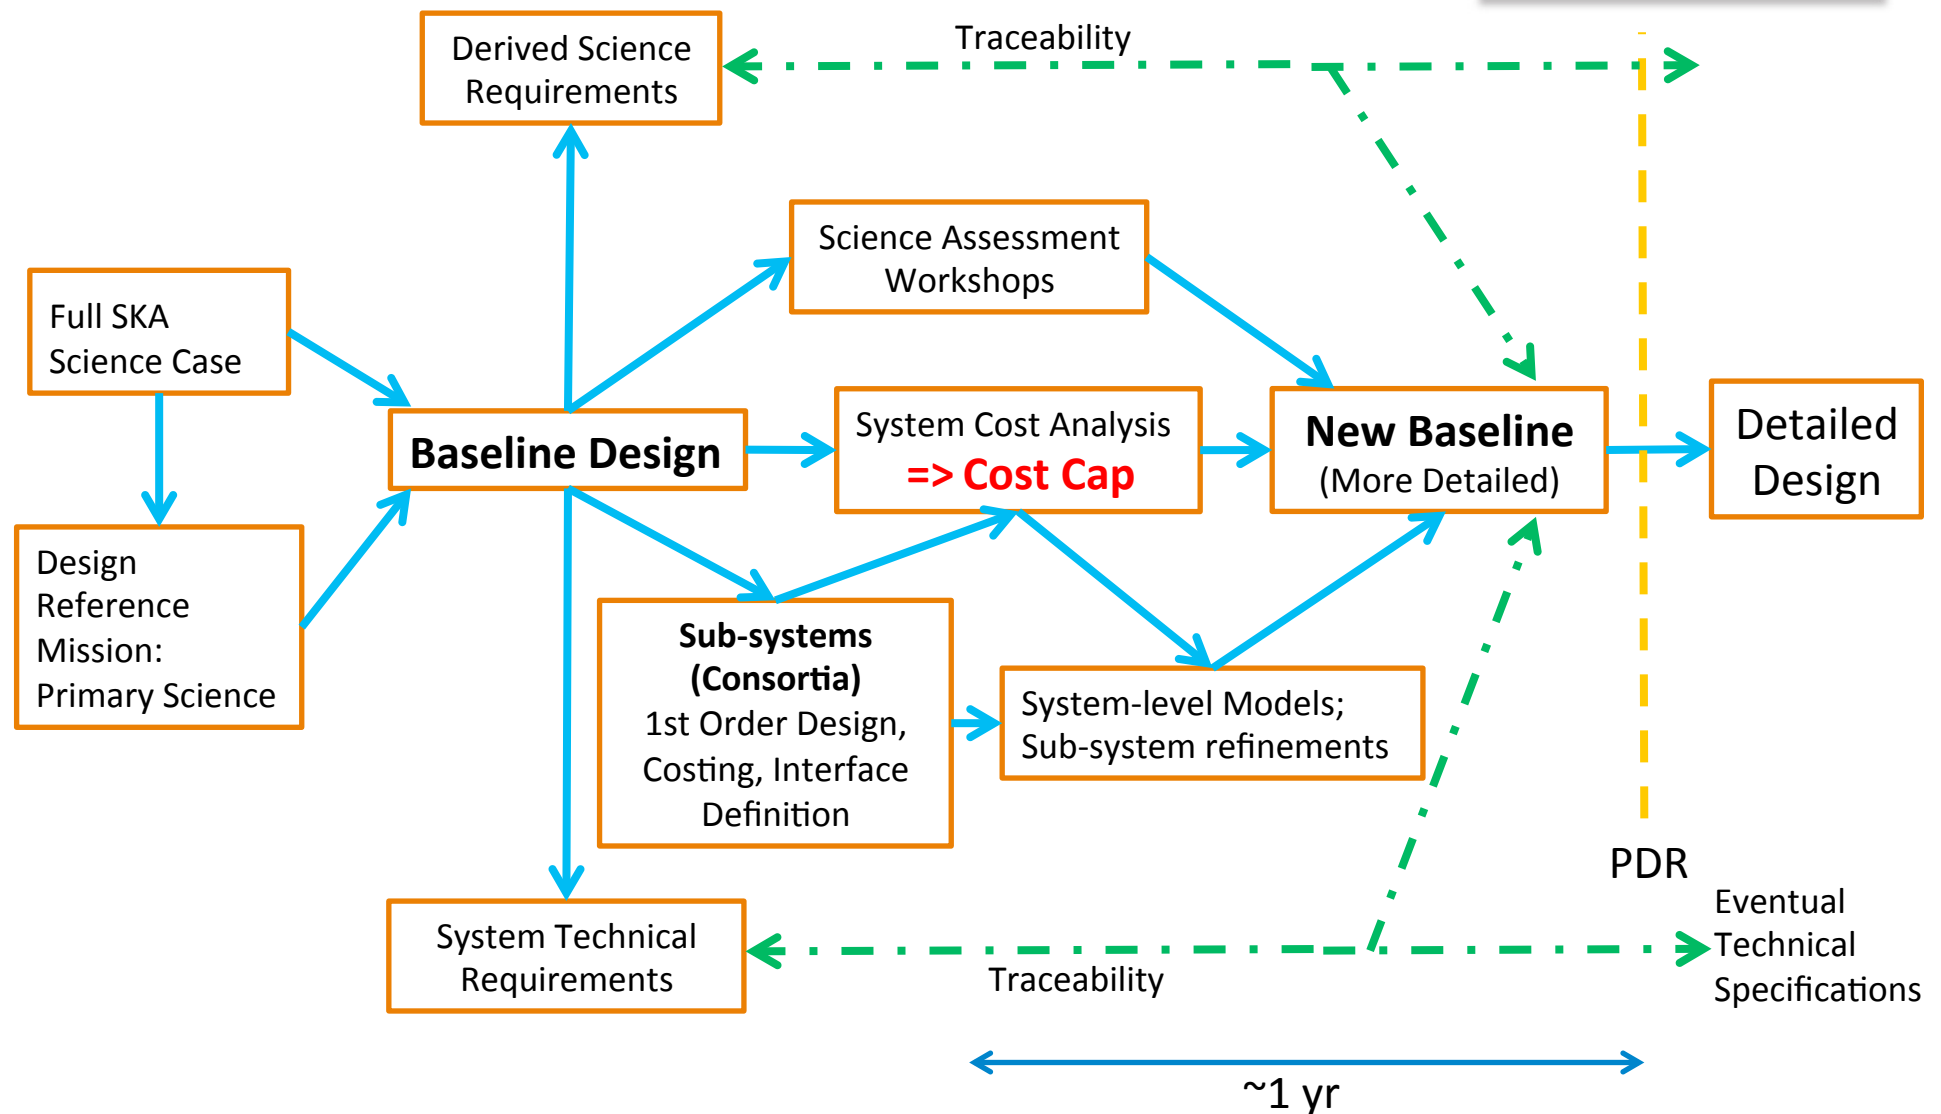 Derived Science
Requirements
Traceability
Science Assessment
Workshops
Full SKA
Science Case
Baseline Design
System Cost Analysis
=> Cost Cap
New Baseline
(More Detailed)
Detailed
Design
Design
Reference
Mission:
Primary Science
Sub-systems
(Consortia)
1st Order Design,
Costing, Interface
Definition
System-level Models;
Sub-system refinements
PDR
System Technical
Requirements
Traceability
Eventual
Technical
Specifications
~1 yr